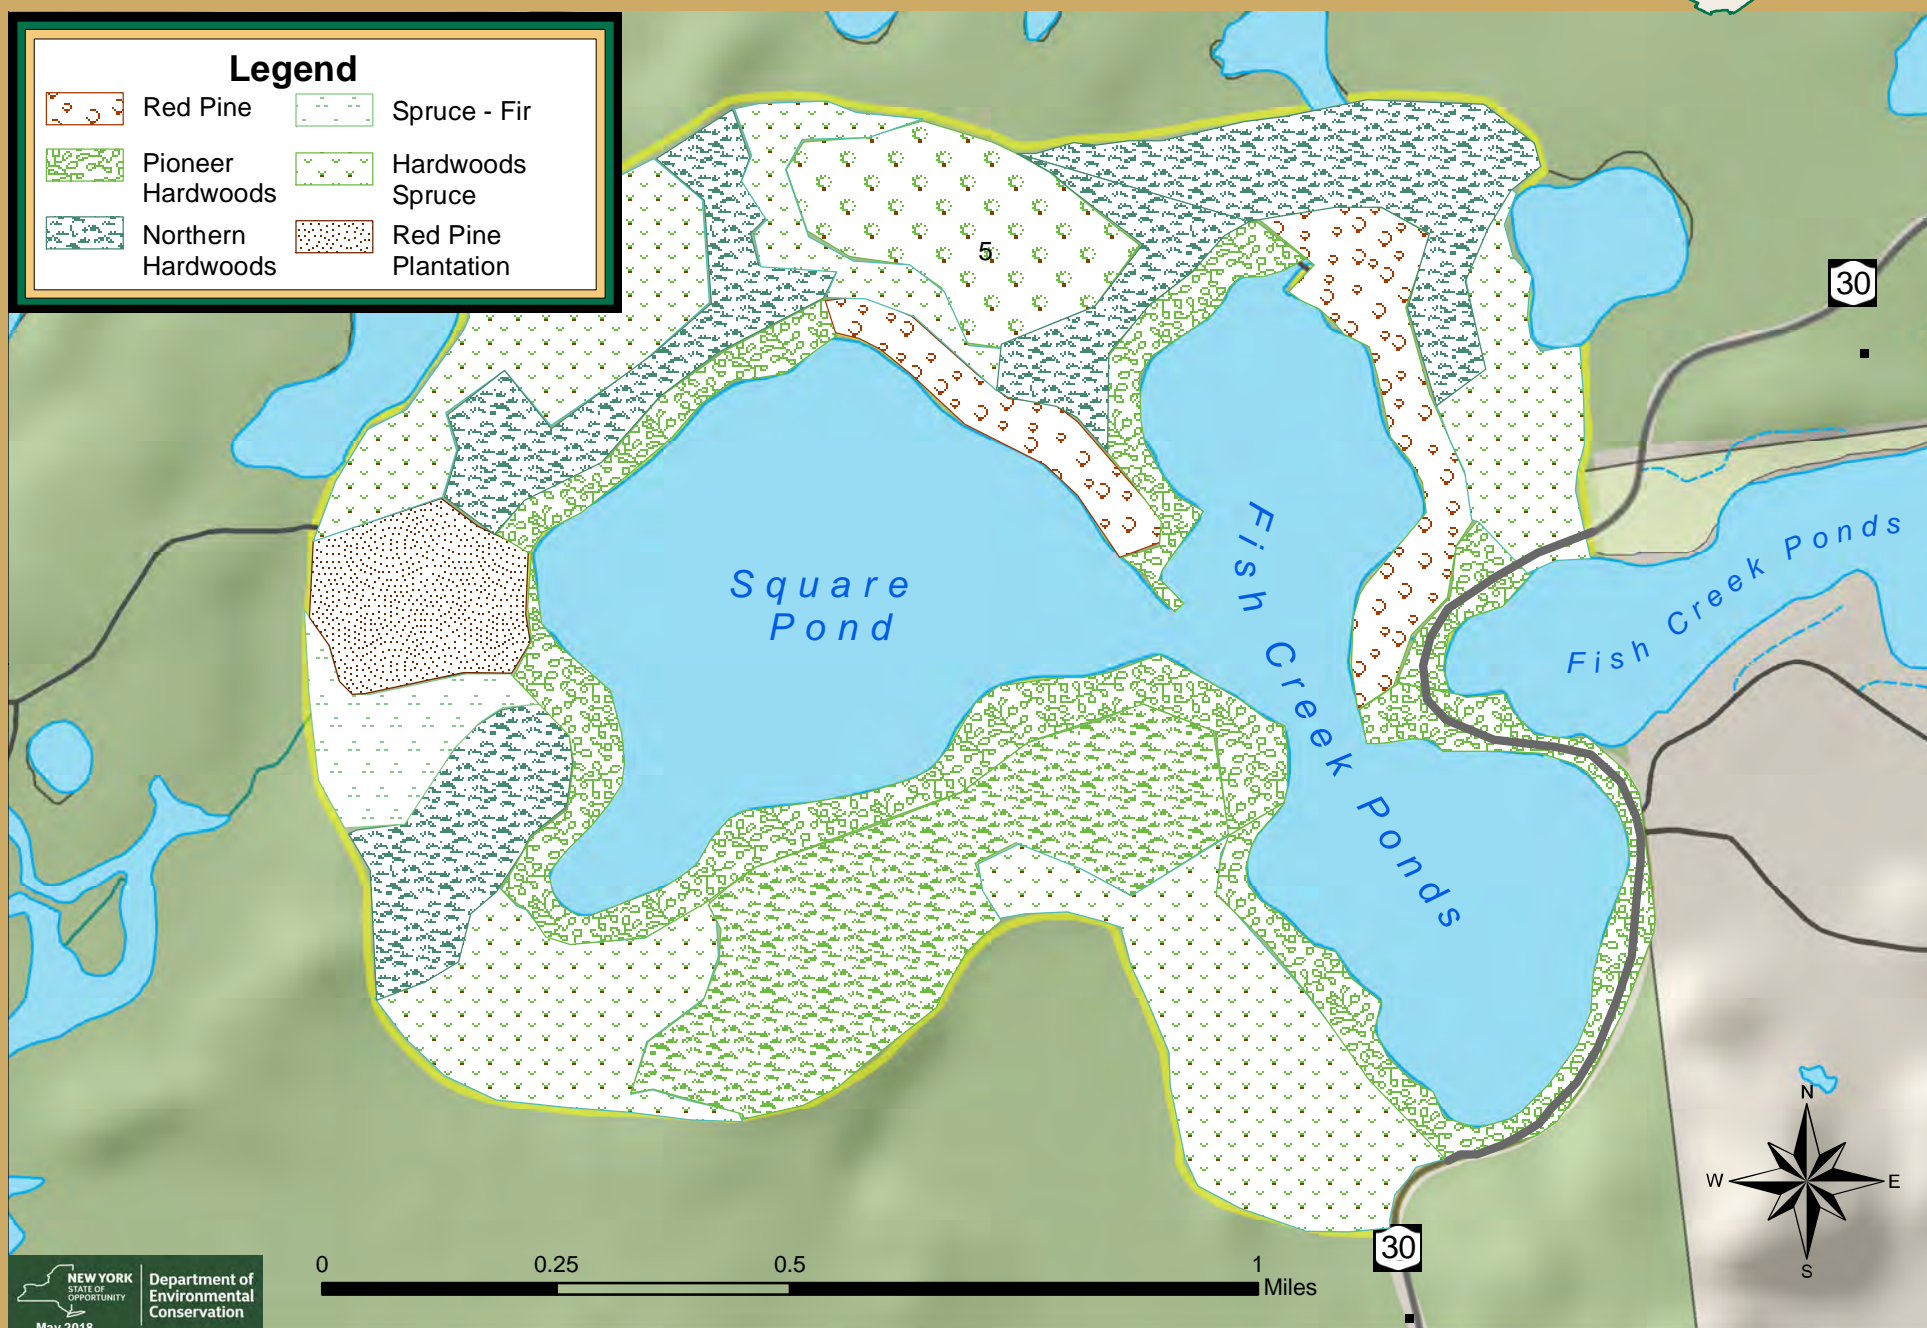 Legend
Red Pine
Spruce - Fir
Pioneer
Hardwoods
Hardwoods
Spruce
Northern
Hardwoods
Red Pine
Plantation
5
30
Square
Pond
Fish Creek Ponds
Fish Creek Ponds
N
W
E
S
30
0 0.25 0.5 1
Miles
NEW YORK
STATE OF
OPPORTUNITY
Department of
Environmental
Conservation
May 2018